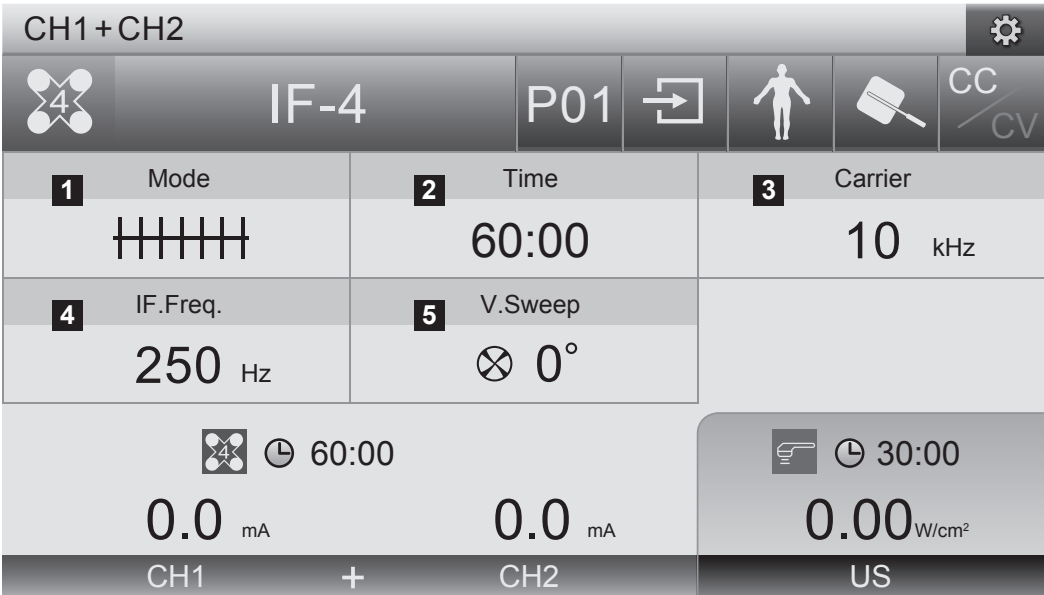 CH1+CH2
4 IF-4 P01 CC/CV
1 Mode 2 Time 3 Carrier
60:00 10 kHz
4 IF.Freq. 5 V.Sweep
250 Hz 0°
4 60:00 30:00
0.0 mA 0.0 mA 0.00 W/cm²
CH1 + CH2 US